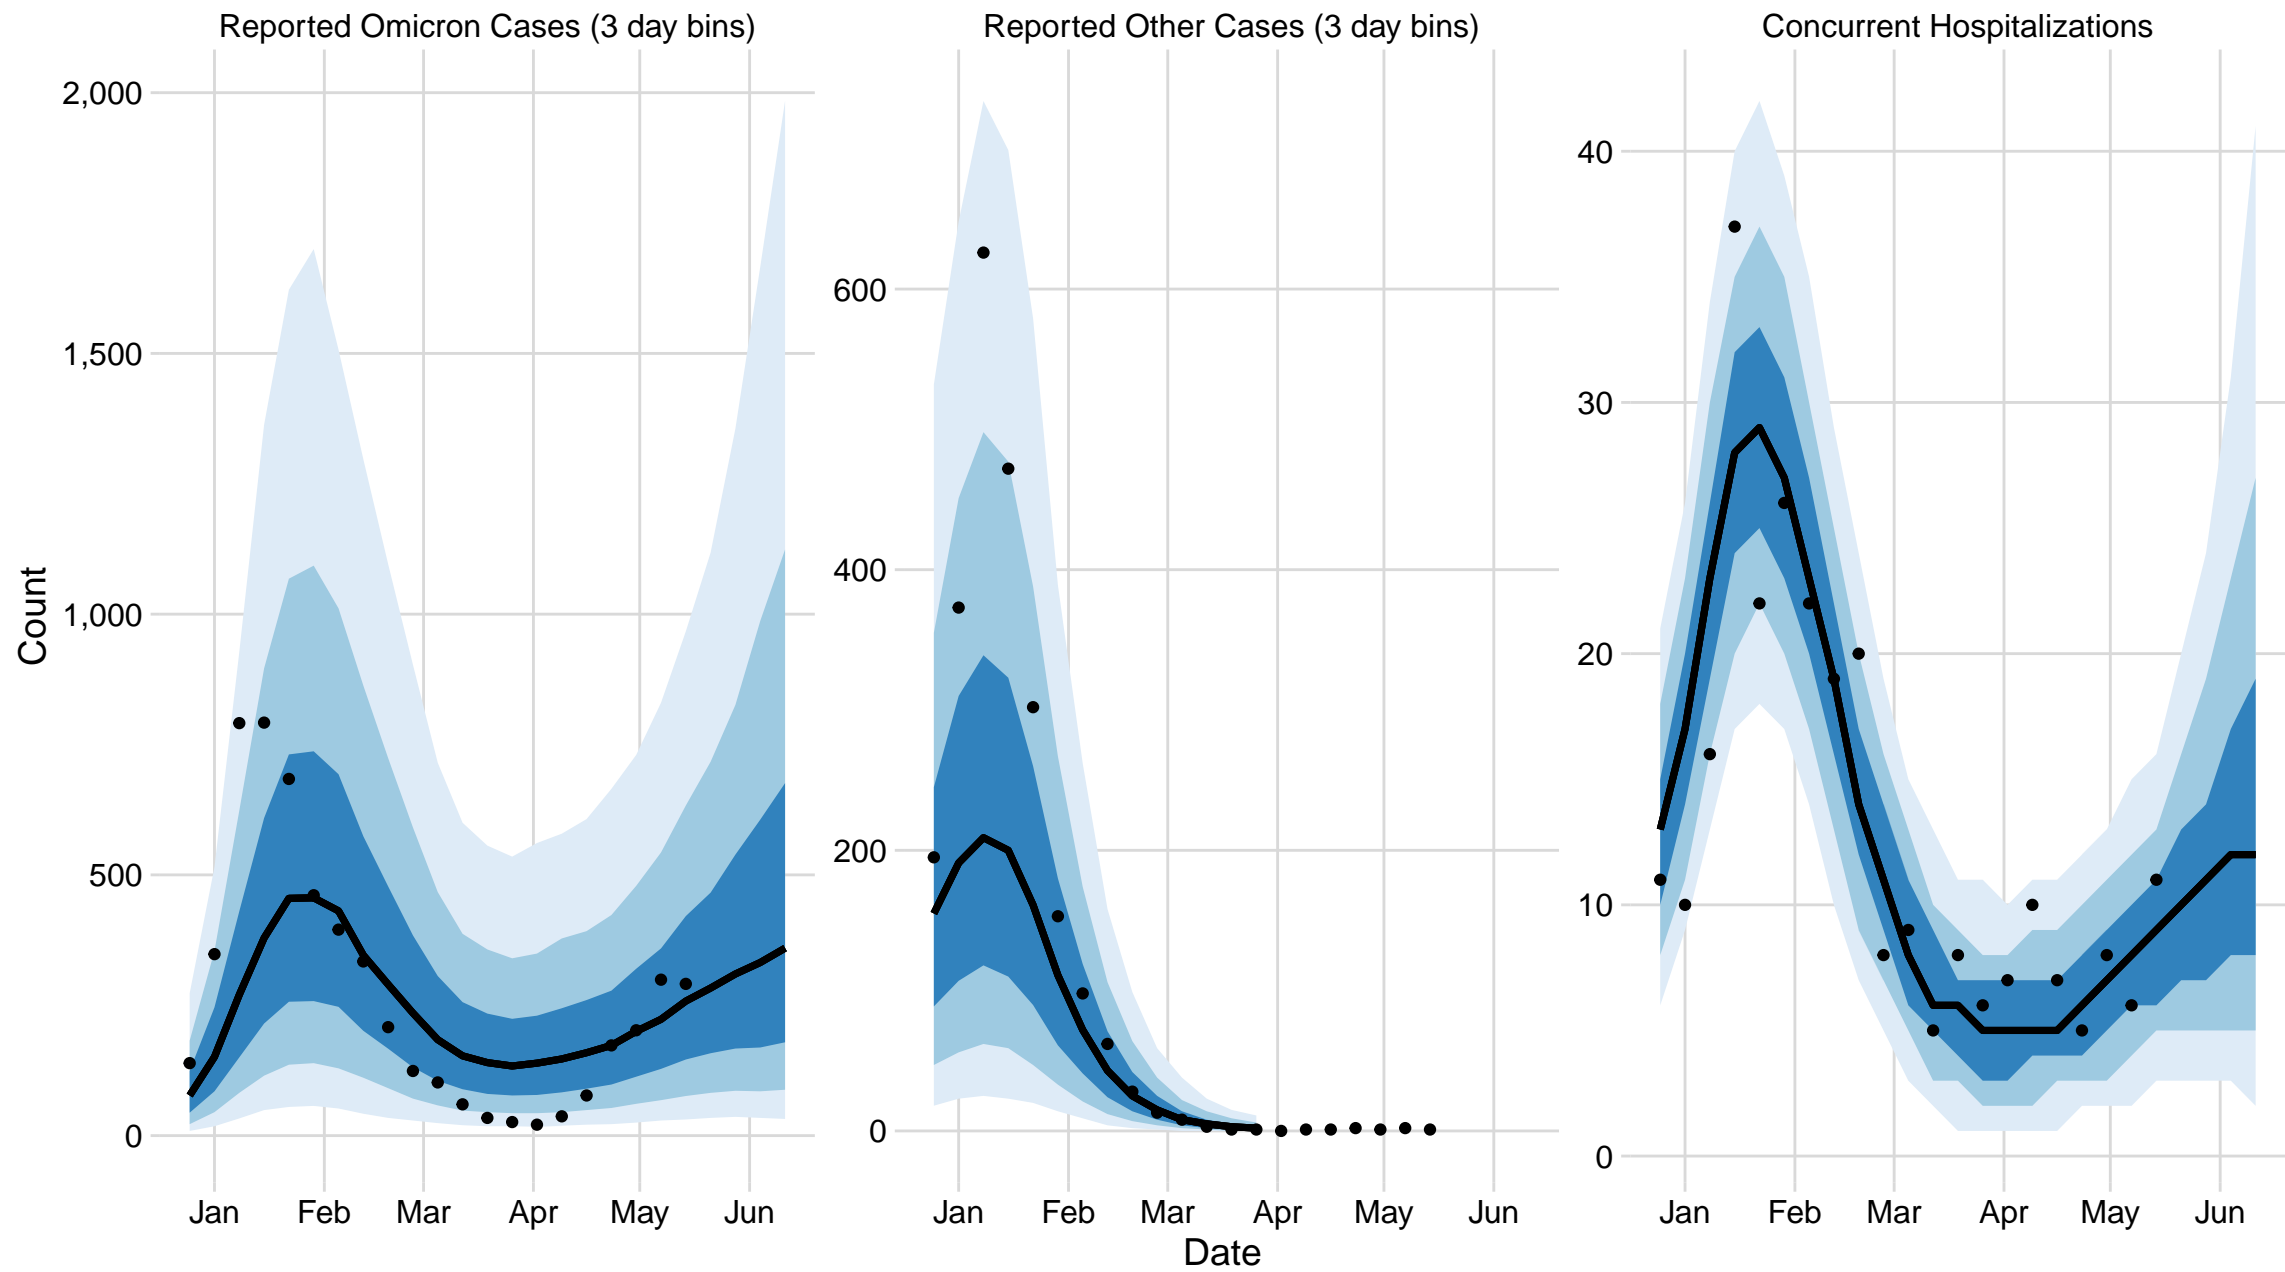 Reported Omicron Cases (3 day bins)
Reported Other Cases (3 day bins)
Concurrent Hospitalizations
Count
2,000
1,500
1,000
500
0
600
400
200
0
40
30
20
10
0
Jan Feb Mar Apr May Jun
Jan Feb Mar Apr May Jun
Jan Feb Mar Apr May Jun
Date